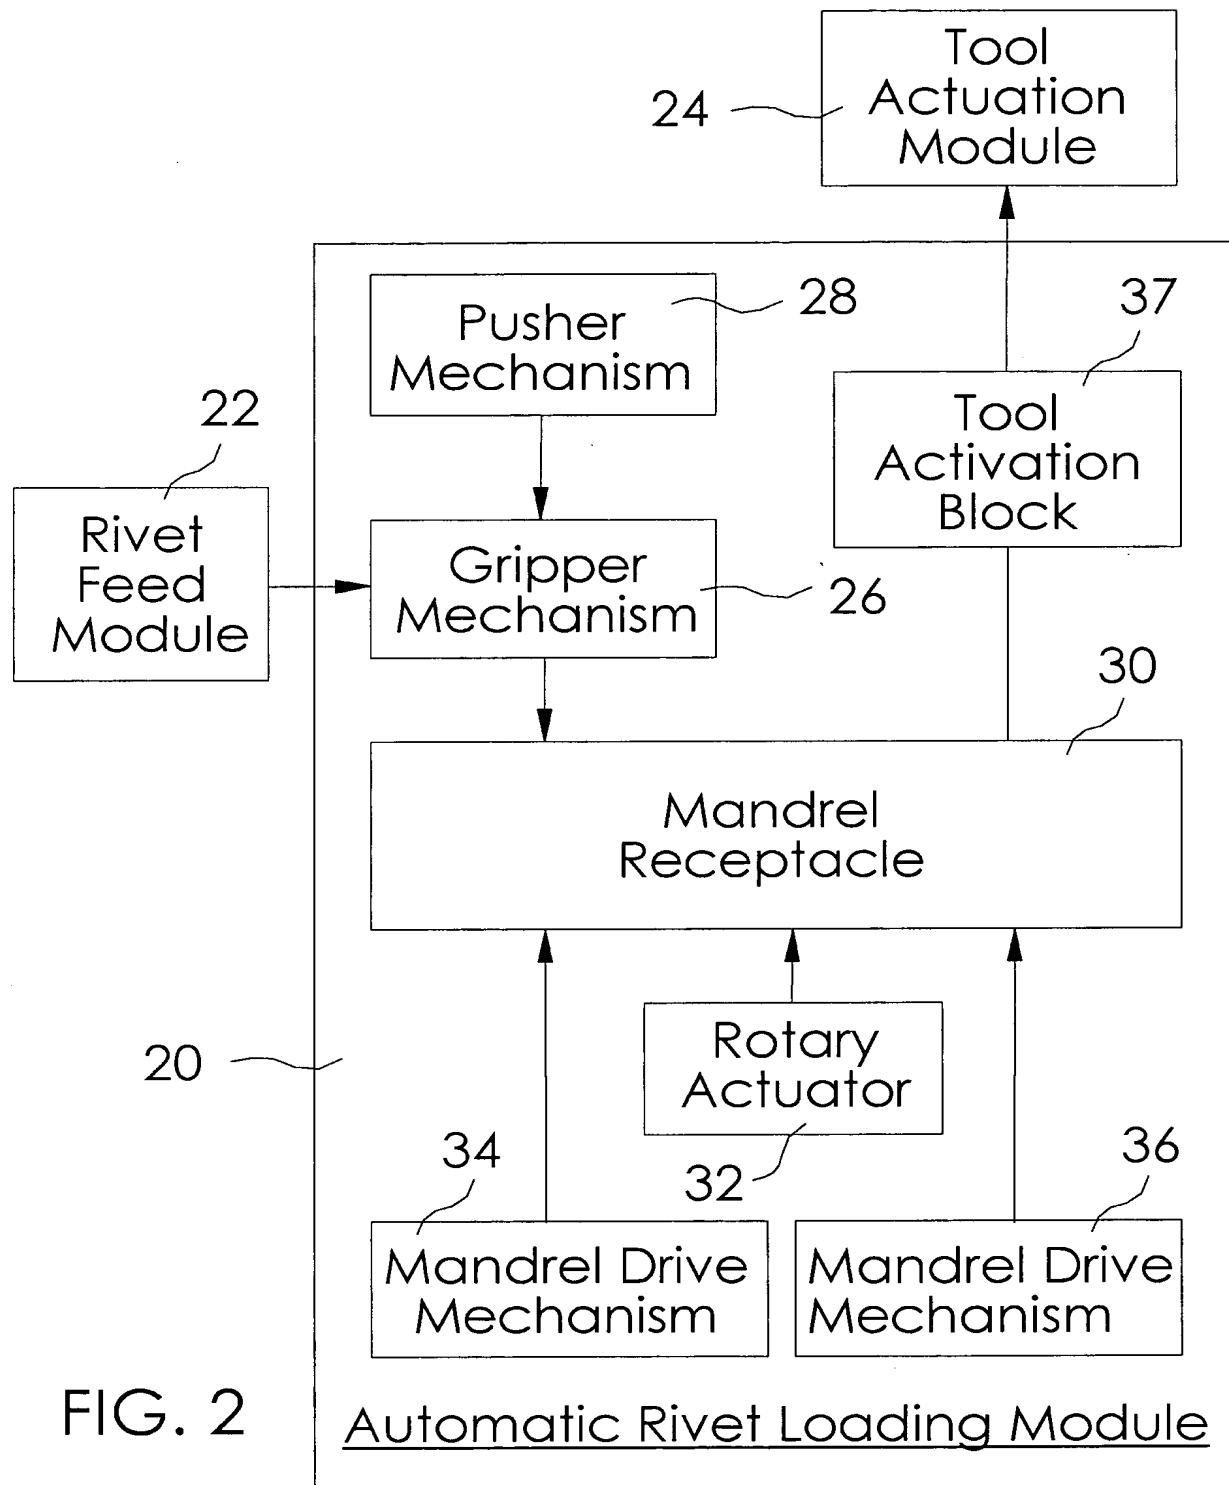 Tool
Actuation
Module
24
Pusher
Mechanism
28
37
Tool
Activation
Block
22
Rivet
Feed
Module
Gripper
Mechanism
26
30
Mandrel
Receptacle
20
Rotary
Actuator
32
34
36
Mandrel Drive
Mechanism
Mandrel Drive
Mechanism
FIG. 2
Automatic Rivet Loading Module